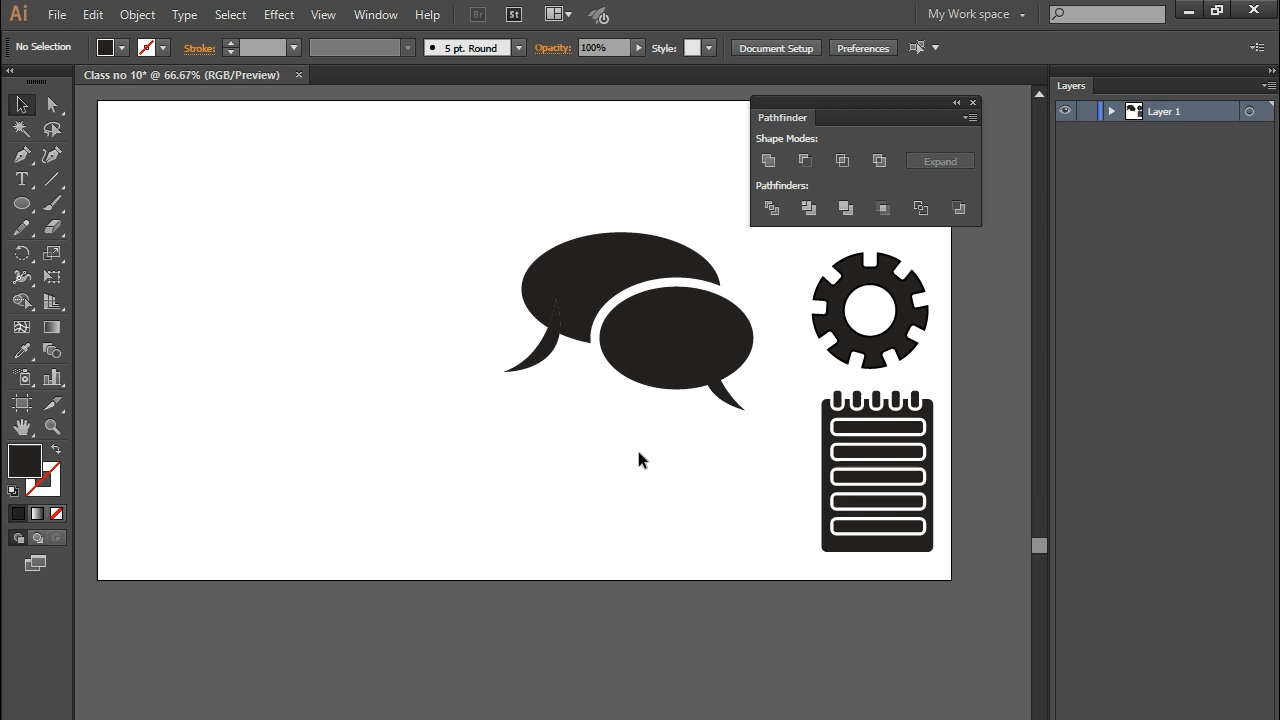 Ai File Edit Object Type Select Effect View Window Help Br St My Work space
No Selection Stroke: 5 pt. Round Opacity: 100% Style: Document Setup Preferences
Class no 10* @ 66.67% (RGB/Preview)
Layers
Layer 1
Pathfinder
Shape Modes:
Expand
Pathfinders: